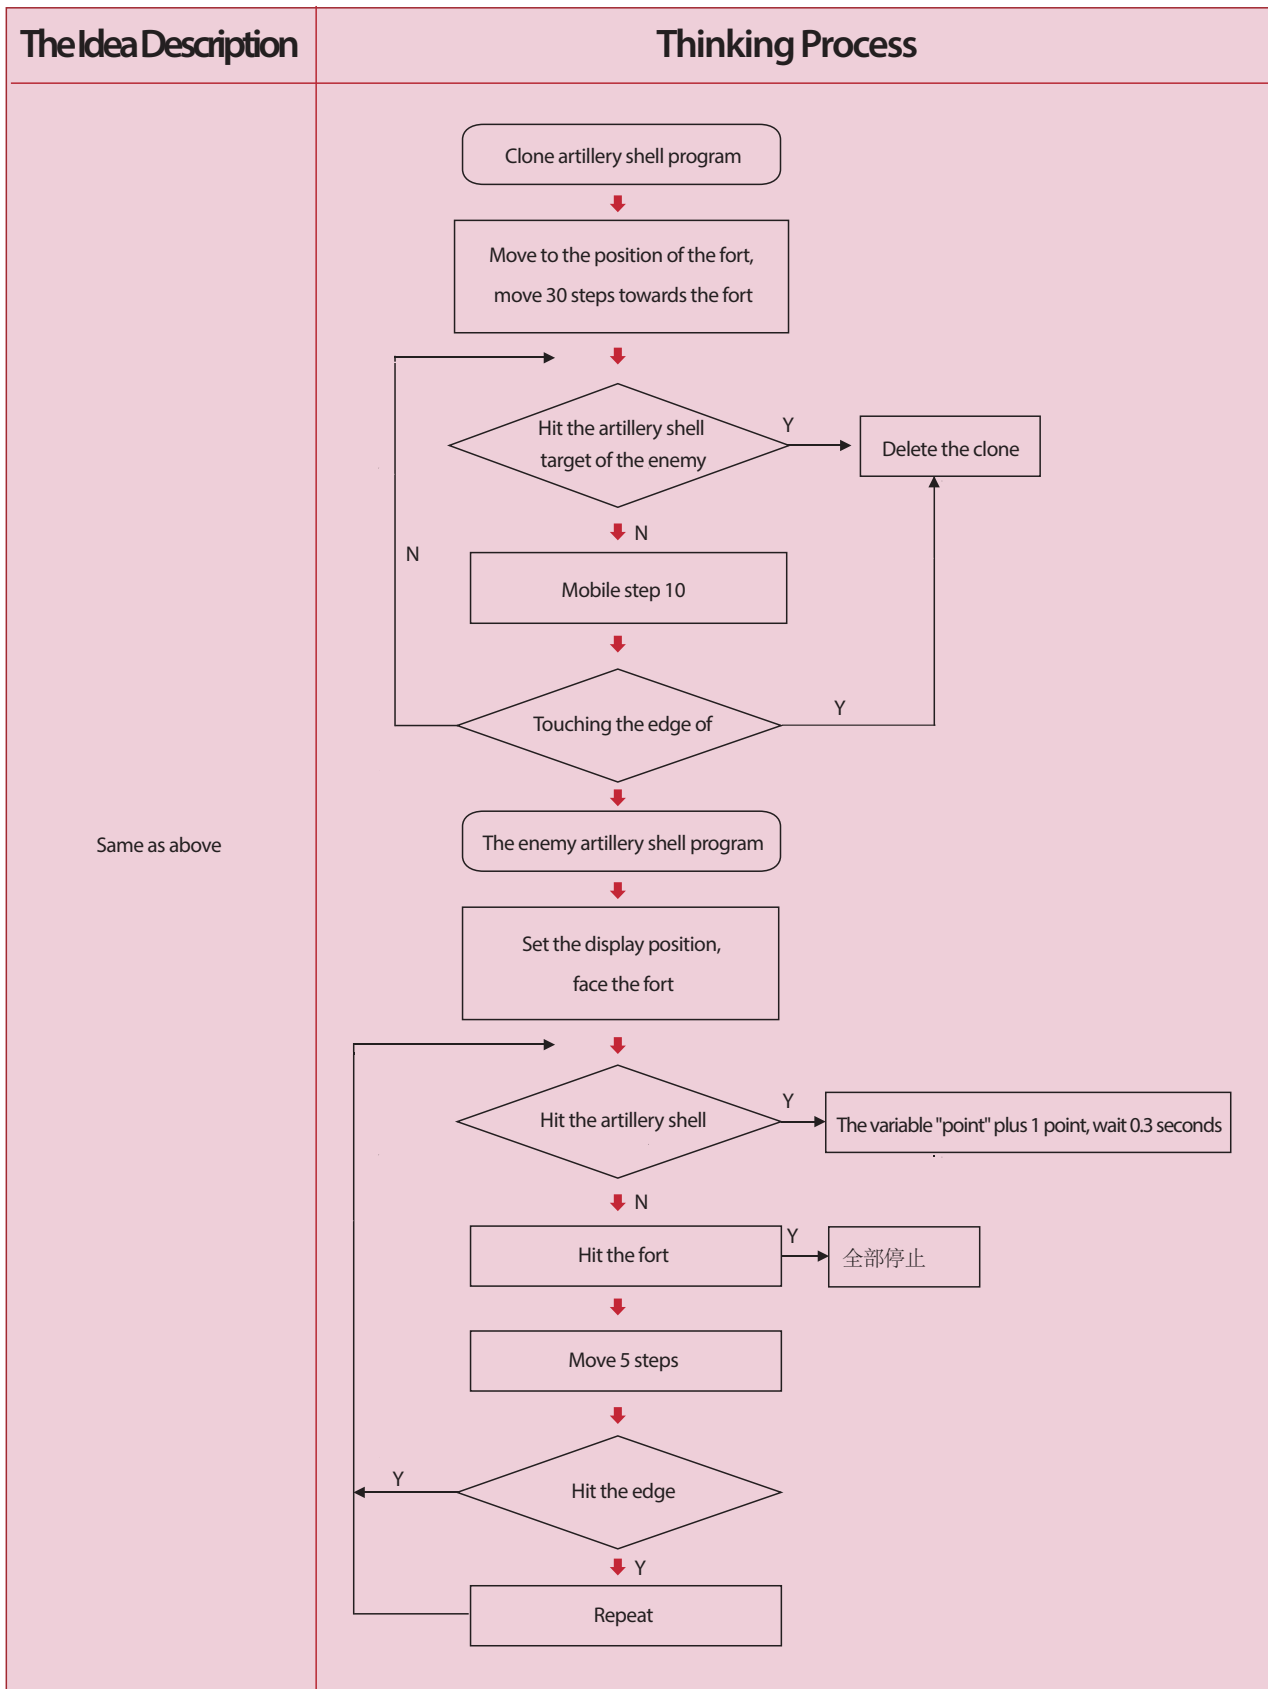 The Idea Description
Thinking Process
Clone artillery shell program
Move to the position of the fort,
move 30 steps towards the fort
Hit the artillery shell
target of the enemy
Y
Delete the clone
N
N
Mobile step 10
Touching the edge of
Y
Same as above
The enemy artillery shell program
Set the display position,
face the fort
Hit the artillery shell
Y
The variable "point" plus 1 point, wait 0.3 seconds
N
Hit the fort
Y
全部停止
Move 5 steps
Hit the edge
Y
Y
Repeat